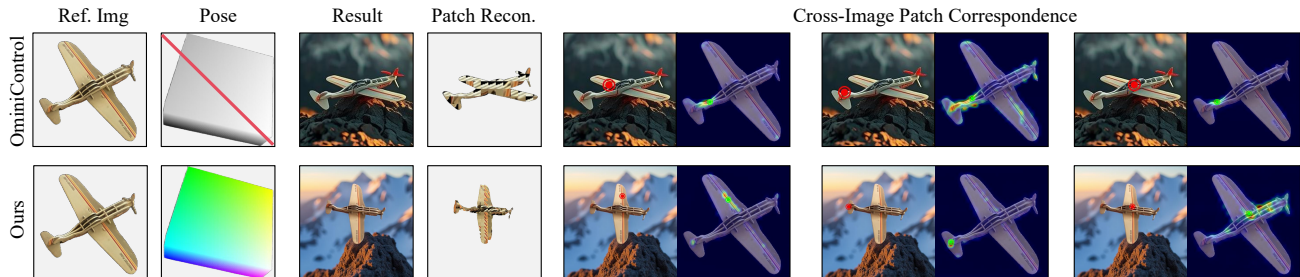 Ref. Img Pose Result Patch Recon. Cross-Image Patch Correspondence
OminiControl
Ours